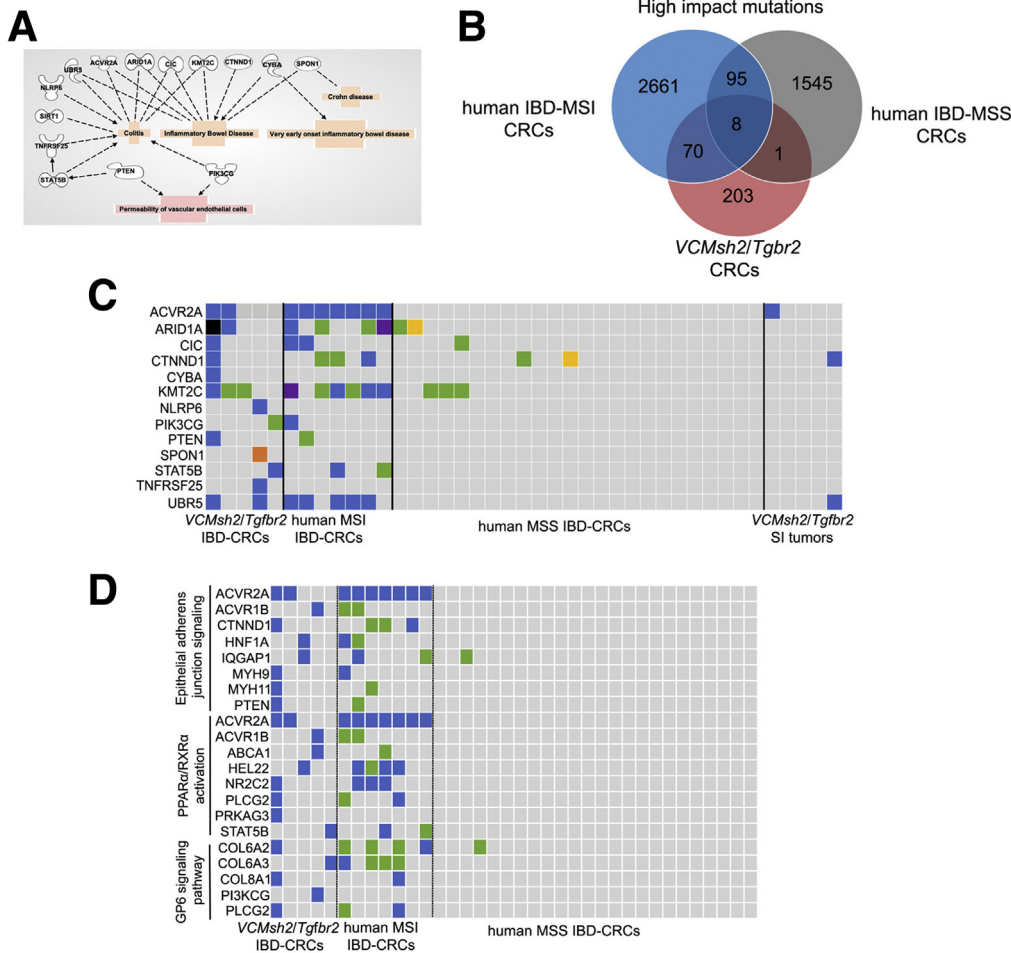 A
UBR5
ACVR2A
ARID1A
CIC
KMT2C
CTNND1
CYBA
SPON1
NLRP6
Crohn disease
SIRT1
Colitis
Inflammatory Bowel Disease
Very early onset inflammatory bowel disease
TNFRSF25
STAT5B
PTEN
PIK3CG
Permeability of vascular endothelial cells
B
High impact mutations
human IBD-MSI
CRCs
2661
95
1545
8
70
1
203
human IBD-MSS
CRCs
VCMsh2/Tgbr2
CRCs
C
ACVR2A
ARID1A
CIC
CTNND1
CYBA
KMT2C
NLRP6
PIK3CG
PTEN
SPON1
STAT5B
TNFRSF25
UBR5
VCMsh2/Tgfbr2
IBD-CRCs
human MSI
IBD-CRCs
human MSS IBD-CRCs
VCMsh2/Tgfbr2
SI tumors
D
Epithelial adherens
junction signaling
ACVR2A
ACVR1B
CTNND1
HNF1A
IQGAP1
MYH9
MYH11
PTEN
PPARα/RXRα
activation
ACVR2A
ACVR1B
ABCA1
HEL22
NR2C2
PLCG2
PRKAG3
STAT5B
GP6 signaling
pathway
COL6A2
COL6A3
COL8A1
PI3KCG
PLCG2
VCMsh2/Tgfbr2
IBD-CRCs
human MSI
IBD-CRCs
human MSS IBD-CRCs